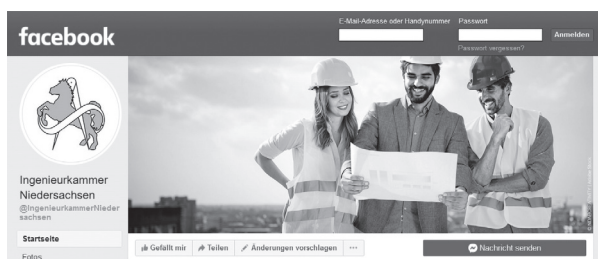 E-Mail-Adresse oder Handynummer Passwort
facebook
Anmelden
Passwort vergessen?
Ingenieurkammer
Niedersachsen
@IngenieurkammerNieder
sachsen
Startseite
Fotos
Gefällt mir Teilen Änderungen vorschlagen ... Nachricht senden